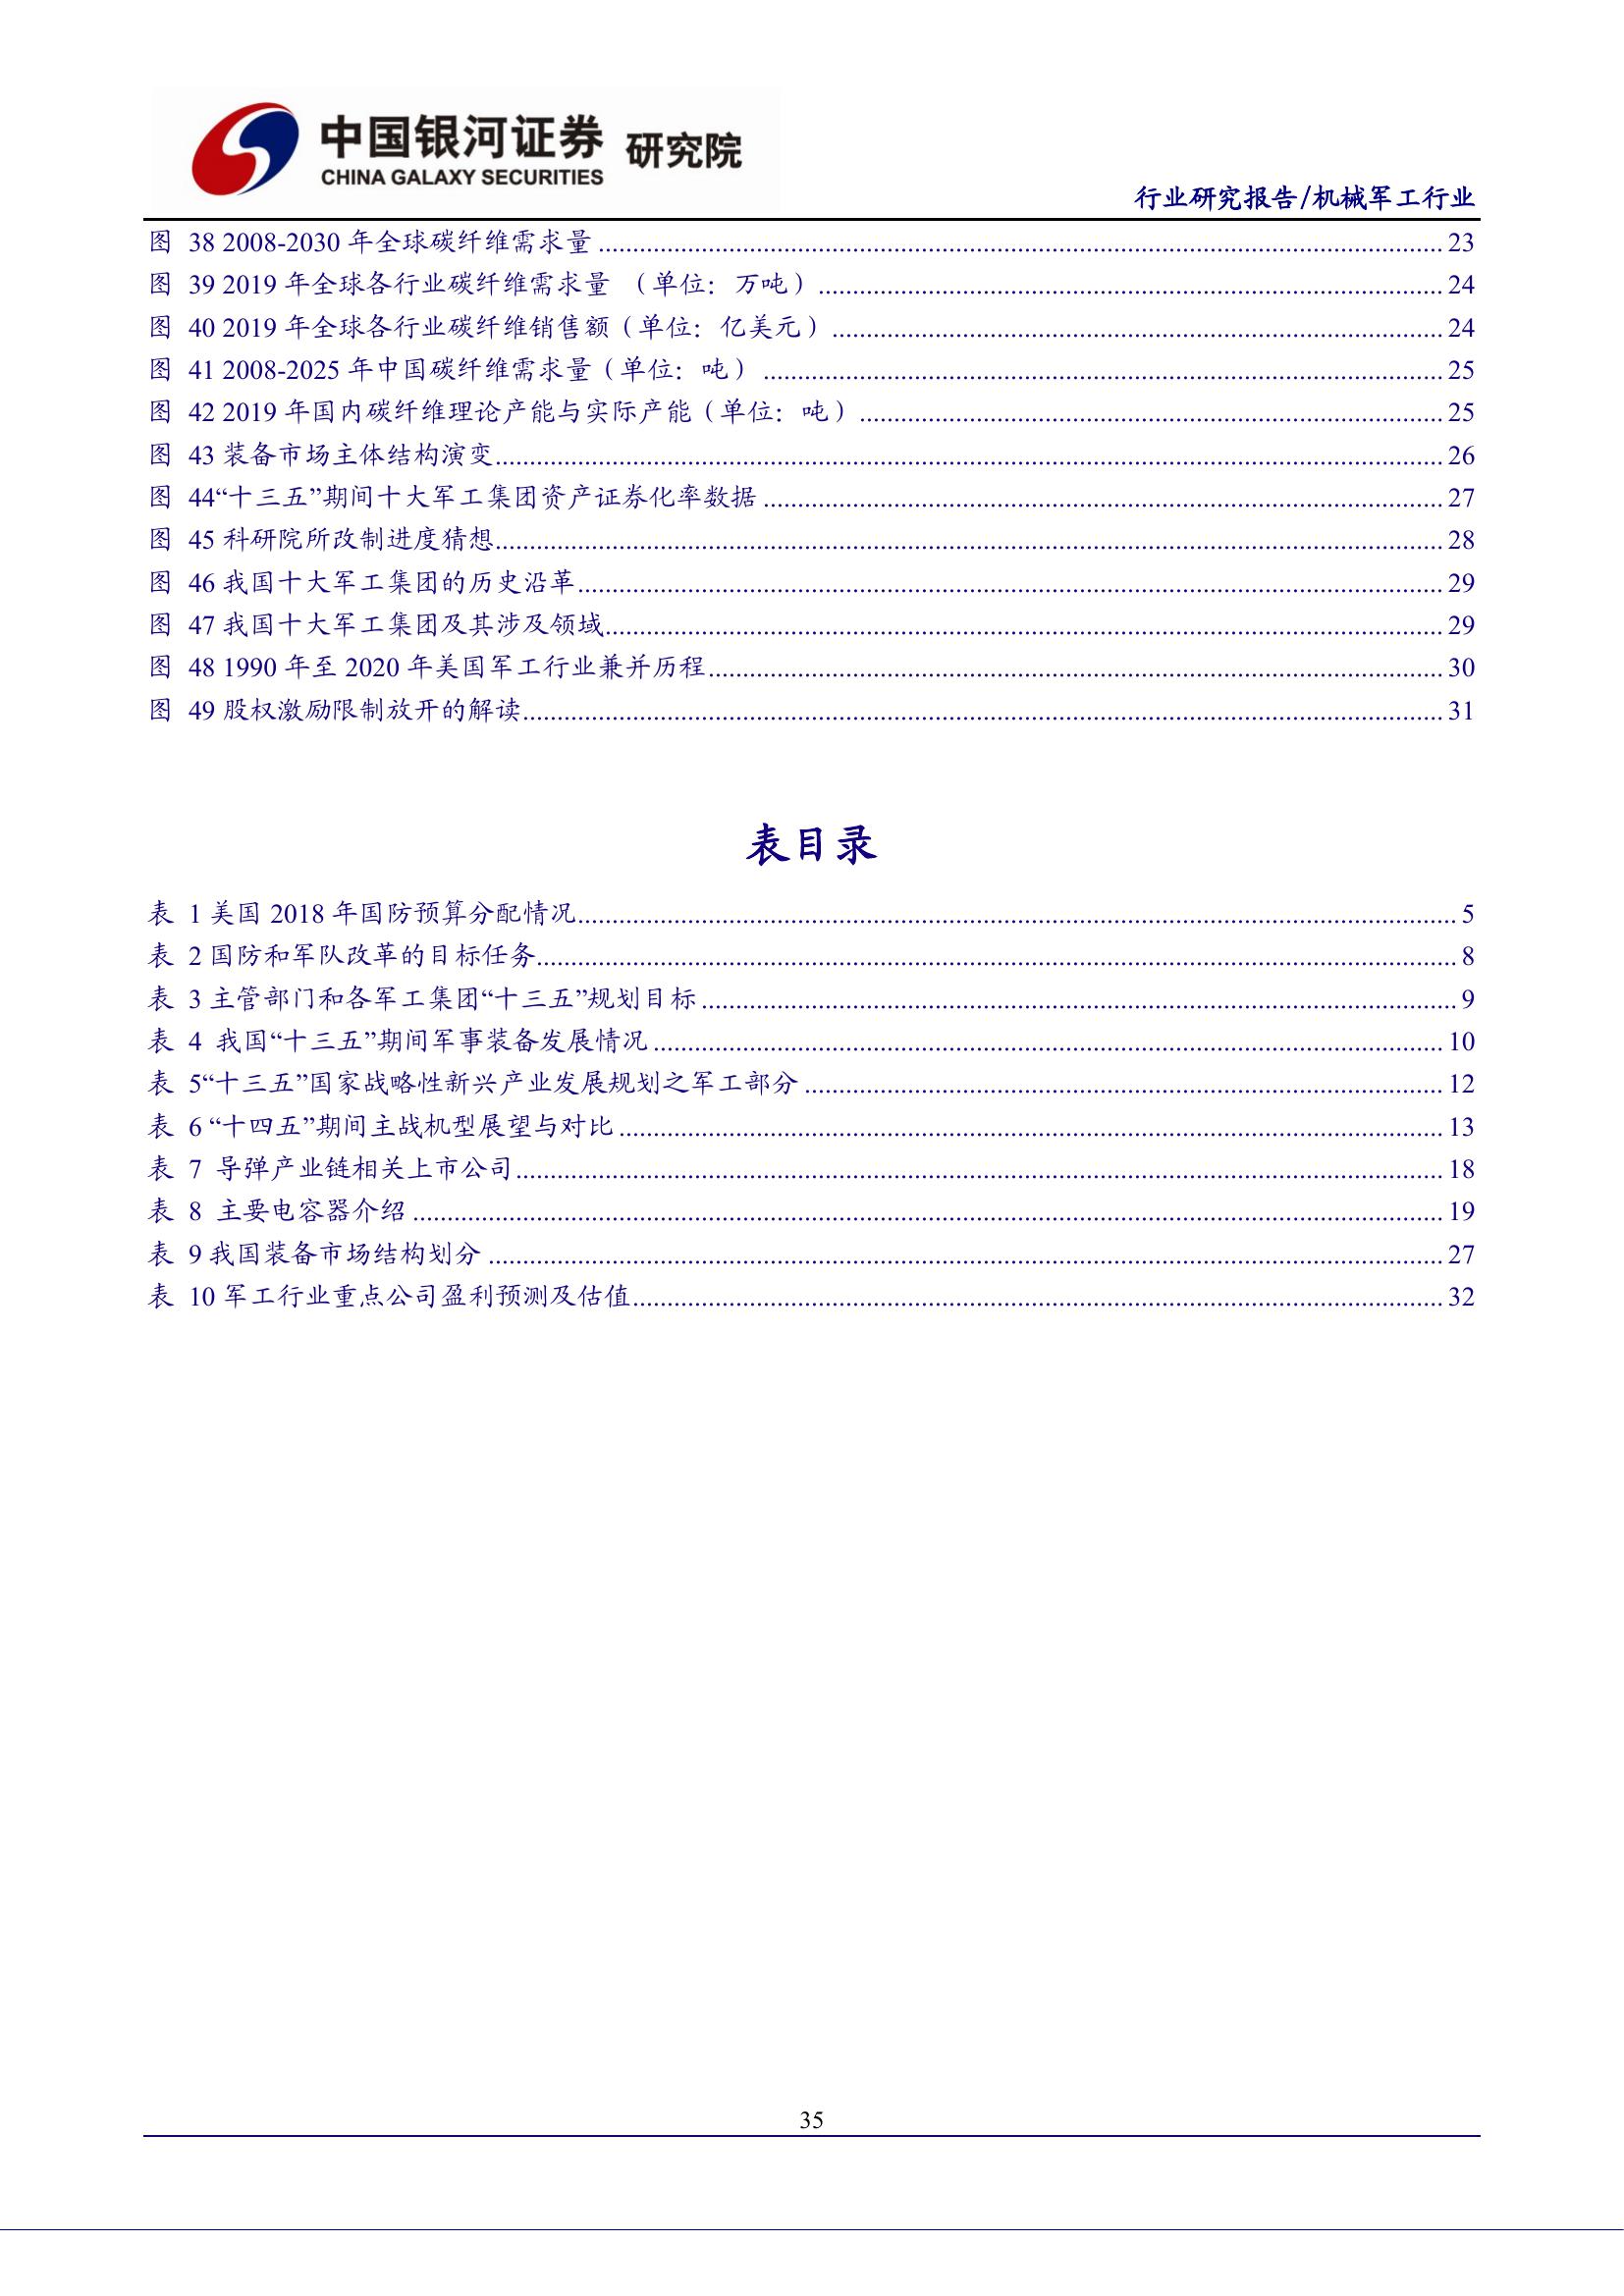 中国银河证券 研究院
CHINA GALAXY SECURITIES
行业研究报告/机械军工行业
图 38 2008-2030 年全球碳纤维需求量 23
图 39 2019 年全球各行业碳纤维需求量 （单位：万吨） 24
图 40 2019 年全球各行业碳纤维销售额（单位：亿美元） 24
图 41 2008-2025 年中国碳纤维需求量（单位：吨） 25
图 42 2019 年国内碳纤维理论产能与实际产能（单位：吨） 25
图 43 装备市场主体结构演变 26
图 44“十三五”期间十大军工集团资产证券化率数据 27
图 45 科研院所改制进度猜想 28
图 46 我国十大军工集团的历史沿革 29
图 47 我国十大军工集团及其涉及领域 29
图 48 1990 年至 2020 年美国军工行业兼并历程 30
图 49 股权激励限制放开的解读 31
表目录
表 1 美国 2018 年国防预算分配情况 5
表 2 国防和军队改革的目标任务 8
表 3 主管部门和各军工集团“十三五”规划目标 9
表 4 我国“十三五”期间军事装备发展情况 10
表 5“十三五”国家战略性新兴产业发展规划之军工部分 12
表 6 “十四五”期间主战机型展望与对比 13
表 7 导弹产业链相关上市公司 18
表 8 主要电容器介绍 19
表 9 我国装备市场结构划分 27
表 10 军工行业重点公司盈利预测及估值 32
35